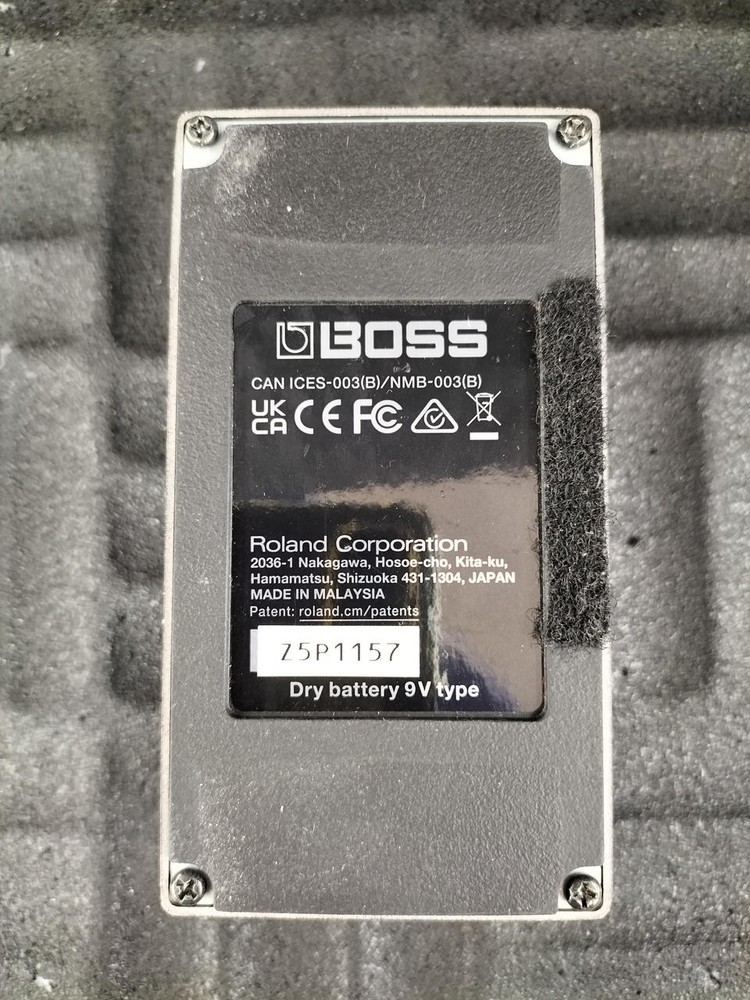 BOSS
CAN ICES-003(B)/NMB-003(B)
UK CA CE FC
Roland Corporation
2036-1 Nakagawa, Hosoe-cho, Kita-ku,
Hamamatsu, Shizuoka 431-1304, JAPAN
MADE IN MALAYSIA
Patent: roland.cm/patents
Z5P1157
Dry battery 9V type